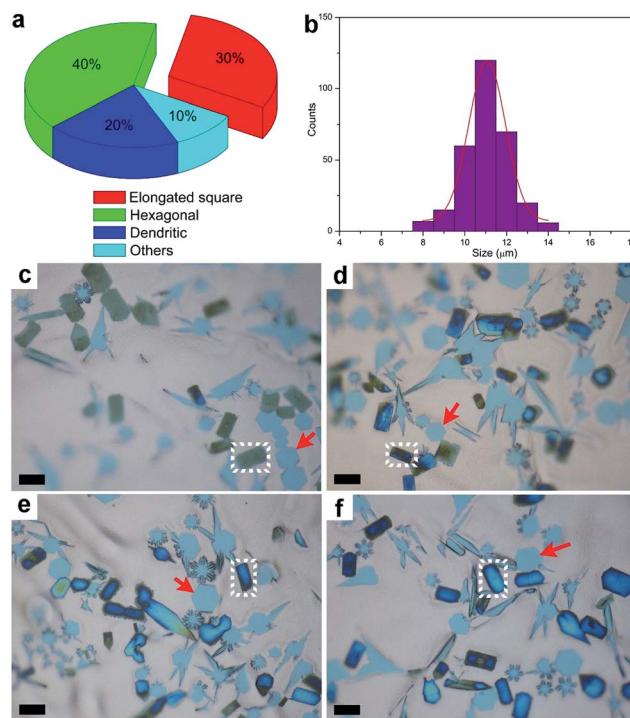 a
40%
30%
20%
10%
Elongated square
Hexagonal
Dendritic
Others
b
150
100
50
0
Counts
4 6 8 10 12 14 16 18
Size (μm)
c
d
e
f